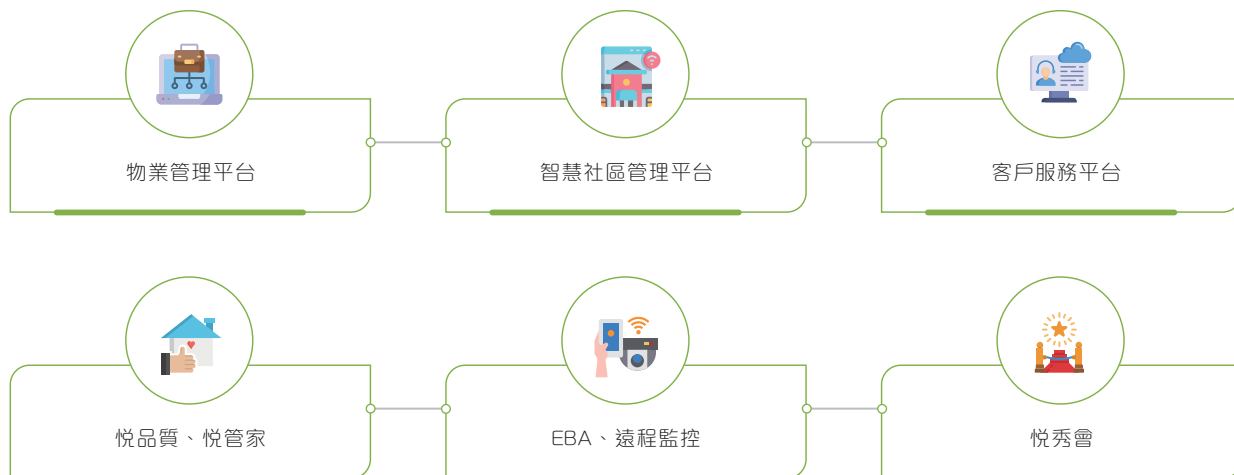 物業管理平台
智慧社區管理平台
客戶服務平台
悅品質、悅管家
EBA、遠程監控
悅秀會